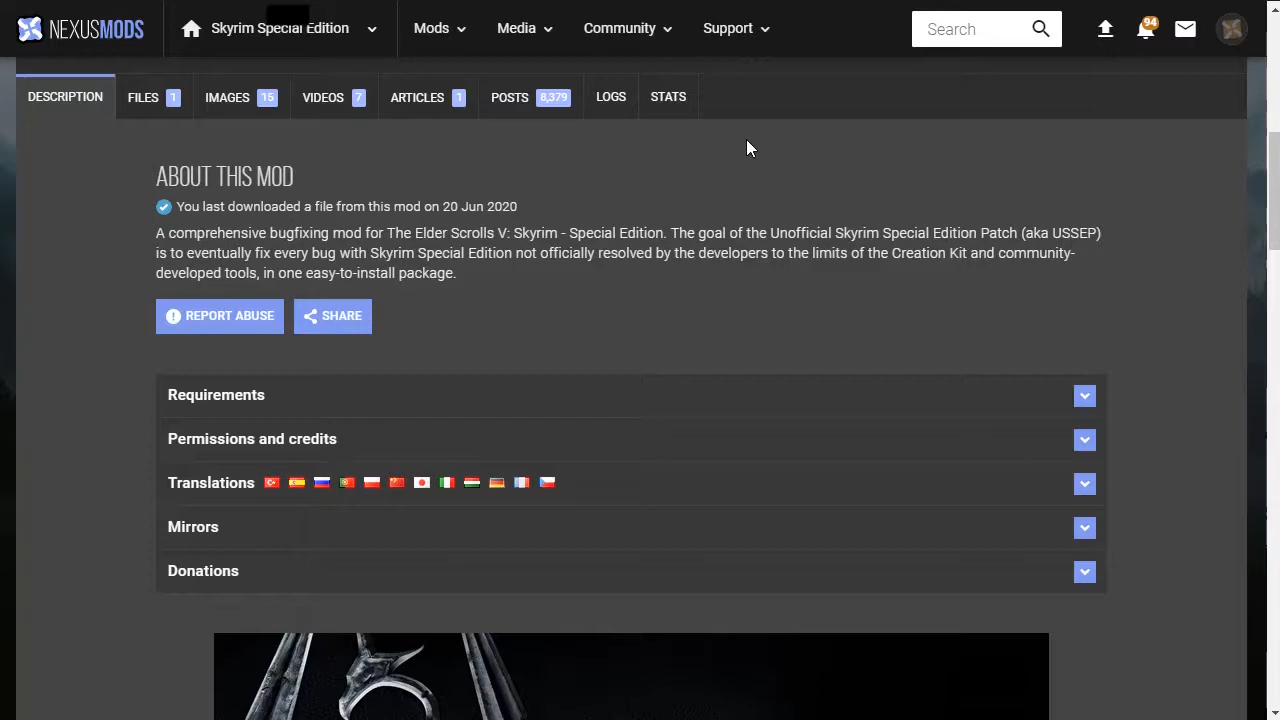 NEXUSMODS Skyrim Special Edition Mods Media Community Support Search 94
DESCRIPTION FILES 1 IMAGES 15 VIDEOS 7 ARTICLES 1 POSTS 8,379 LOGS STATS
ABOUT THIS MOD
You last downloaded a file from this mod on 20 Jun 2020
A comprehensive bugfixing mod for The Elder Scrolls V: Skyrim - Special Edition. The goal of the Unofficial Skyrim Special Edition Patch (aka USSEP)
is to eventually fix every bug with Skyrim Special Edition not officially resolved by the developers to the limits of the Creation Kit and community-
developed tools, in one easy-to-install package.
REPORT ABUSE SHARE
Requirements
Permissions and credits
Translations
Mirrors
Donations